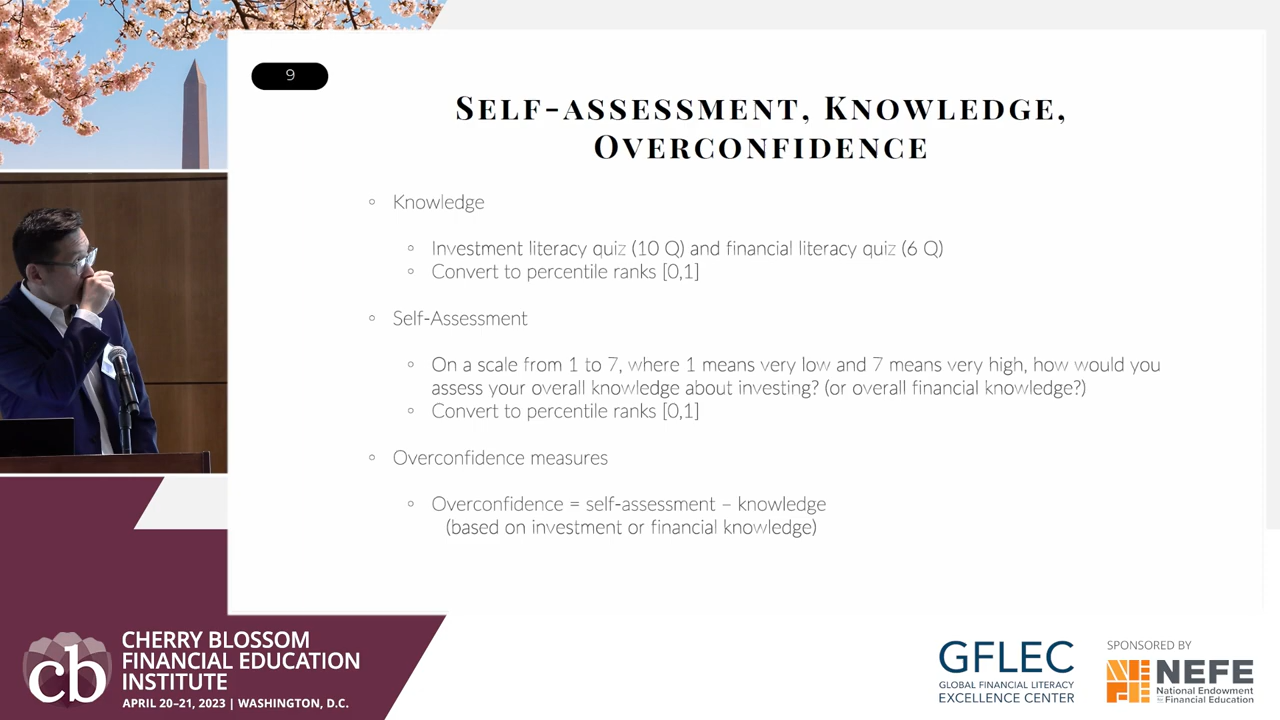 9
SELF-ASSESSMENT, KNOWLEDGE,
OVERCONFIDENCE
◦ Knowledge
◦ Investment literacy quiz (10 Q) and financial literacy quiz (6 Q)
◦ Convert to percentile ranks [0,1]
◦ Self-Assessment
◦ On a scale from 1 to 7, where 1 means very low and 7 means very high, how would you
assess your overall knowledge about investing? (or overall financial knowledge?)
◦ Convert to percentile ranks [0,1]
◦ Overconfidence measures
◦ Overconfidence = self-assessment – knowledge
(based on investment or financial knowledge)
cb
CHERRY BLOSSOM
FINANCIAL EDUCATION
INSTITUTE
APRIL 20–21, 2023 | WASHINGTON, D.C.
GFLEC
GLOBAL FINANCIAL LITERACY
EXCELLENCE CENTER
SPONSORED BY
NEFE
National Endowment
for Financial Education